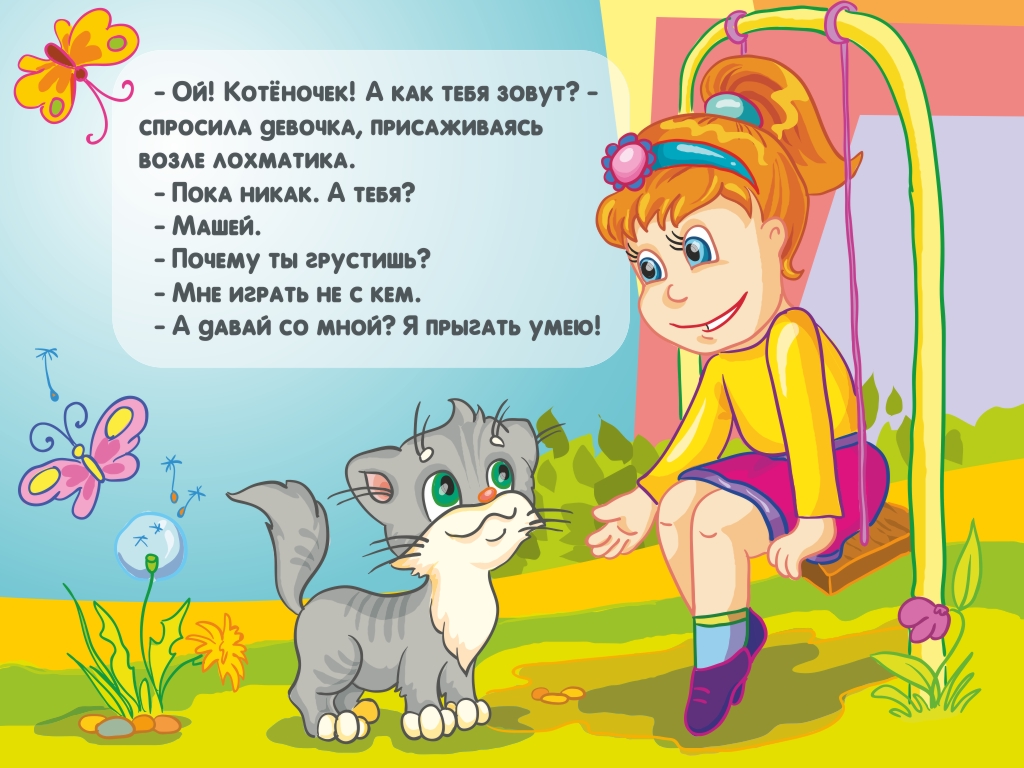 - Ой! Котёночек! А как тебя зовут? -
спросила девочка, присаживаясь
возле лохматика.
- Пока никак. А тебя?
- Машей.
- Почему ты грустишь?
- Мне играть не с кем.
- А давай со мной? Я прыгать умею!